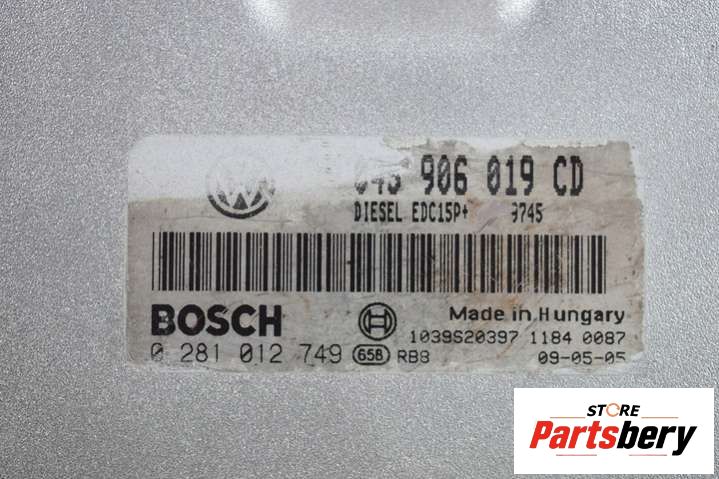 906 019 CD
DIESEL EDC15P+ 9745
BOSCH
Made in Hungary
1039S20397 1184 0087
0 281 012 749 658 RB8 09-05-05
STORE
Partsbery